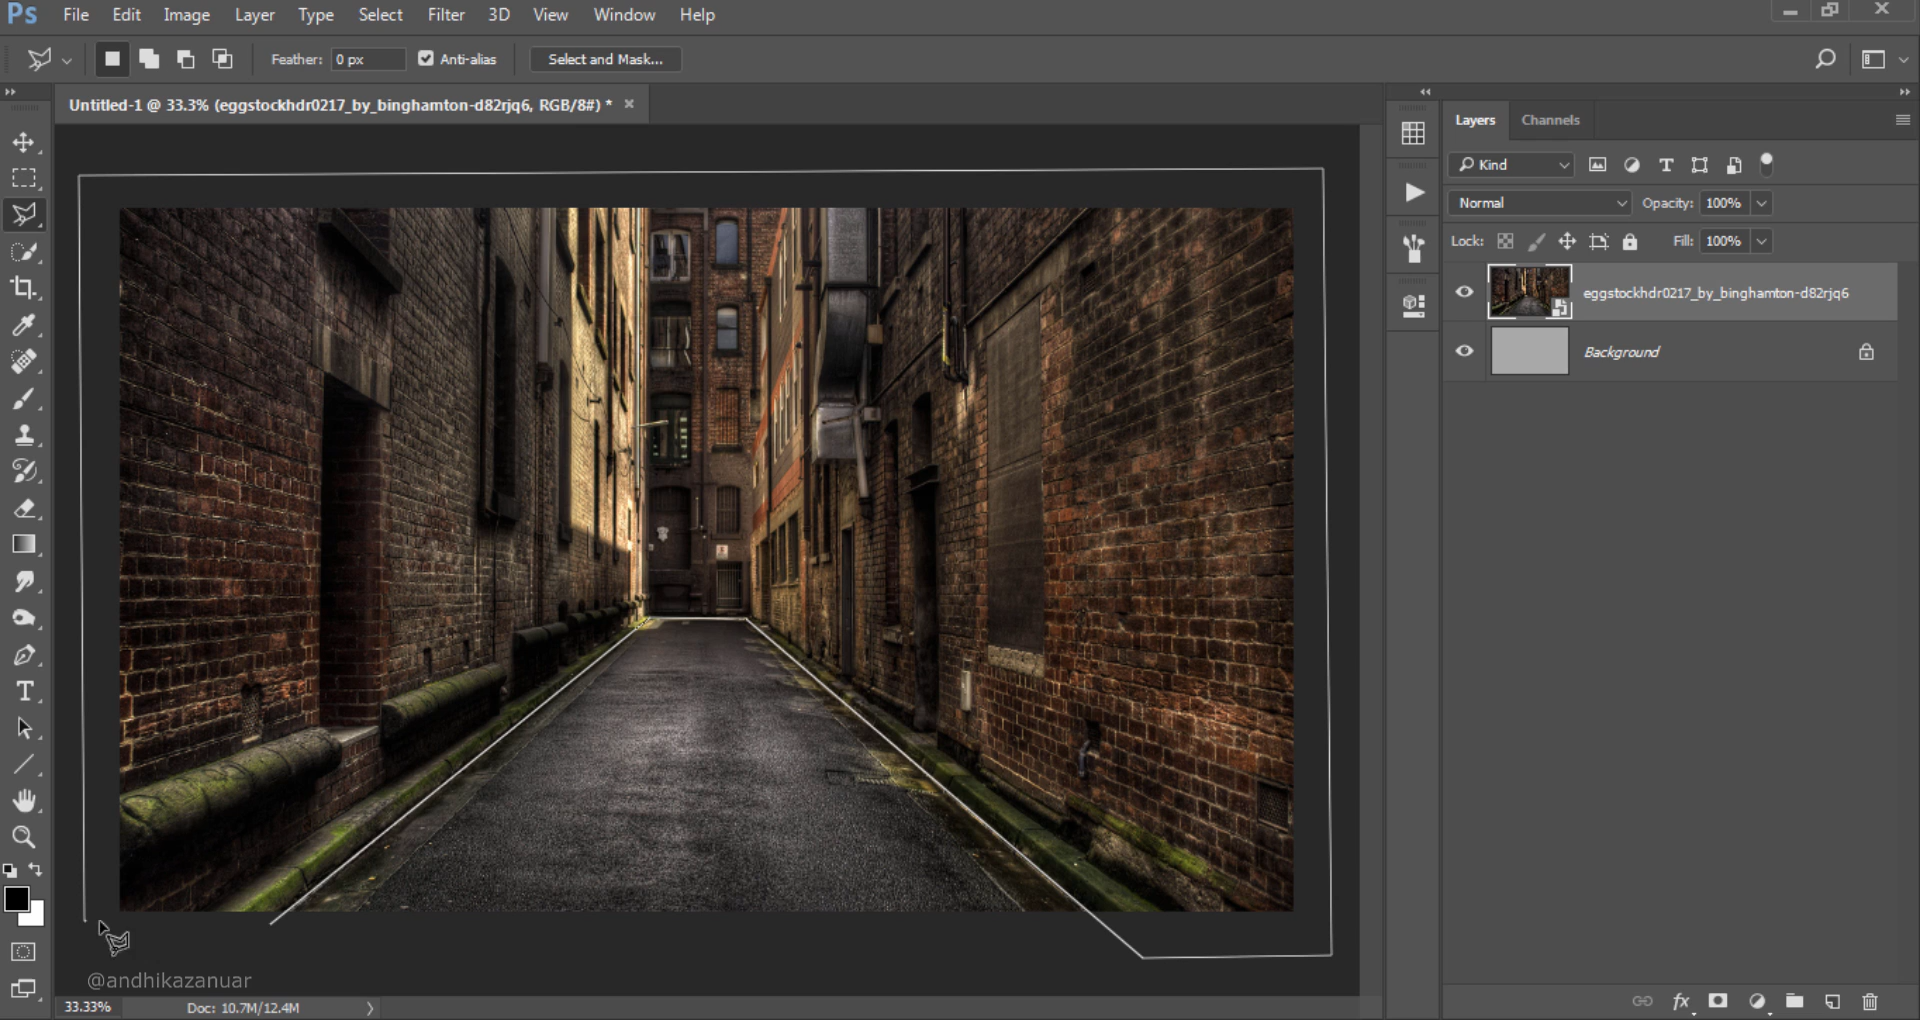 Ps File Edit Image Layer Type Select Filter 3D View Window Help
Feather: 0 px Anti-alias Select and Mask...
Untitled-1 @ 33.3% (eggstockhdr0217_by_binghamton-d82rjq6, RGB/8#) * ×
Layers Channels
Kind
Normal Opacity: 100%
Lock: Fill: 100%
eggstockhdr0217_by_binghamton-d82rjq6
Background
@andhikazanuar
33.33% Doc: 10.7M/12.4M